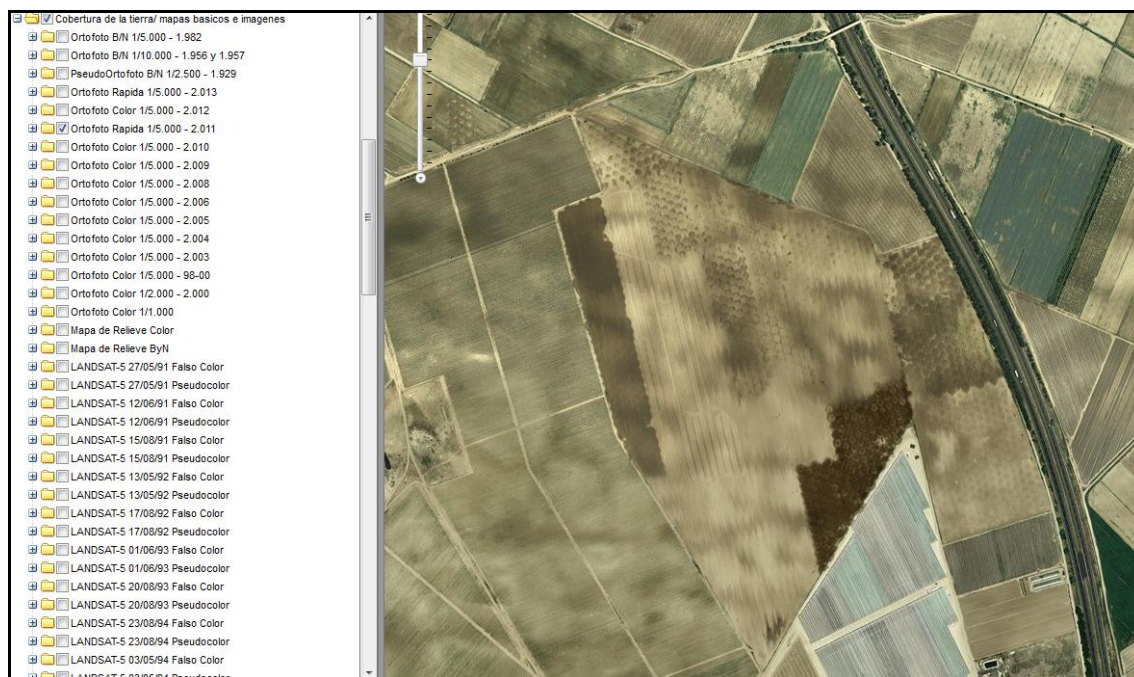 Cobertura de la tierra/ mapas basicos e imagenes
Ortofoto B/N 1/5.000 - 1.982
Ortofoto B/N 1/10.000 - 1.956 y 1.957
PseudoOrtofoto B/N 1/2.500 - 1.929
Ortofoto Rapida 1/5.000 - 2.013
Ortofoto Color 1/5.000 - 2.012
Ortofoto Rapida 1/5.000 - 2.011
Ortofoto Color 1/5.000 - 2.010
Ortofoto Color 1/5.000 - 2.009
Ortofoto Color 1/5.000 - 2.008
Ortofoto Color 1/5.000 - 2.006
Ortofoto Color 1/5.000 - 2.005
Ortofoto Color 1/5.000 - 2.004
Ortofoto Color 1/5.000 - 2.003
Ortofoto Color 1/5.000 - 98-00
Ortofoto Color 1/2.000 - 2.000
Ortofoto Color 1/1.000
Mapa de Relieve Color
Mapa de Relieve ByN
LANDSAT-5 27/05/91 Falso Color
LANDSAT-5 27/05/91 Pseudocolor
LANDSAT-5 12/06/91 Falso Color
LANDSAT-5 12/06/91 Pseudocolor
LANDSAT-5 15/08/91 Falso Color
LANDSAT-5 15/08/91 Pseudocolor
LANDSAT-5 13/05/92 Falso Color
LANDSAT-5 13/05/92 Pseudocolor
LANDSAT-5 17/08/92 Falso Color
LANDSAT-5 17/08/92 Pseudocolor
LANDSAT-5 01/06/93 Falso Color
LANDSAT-5 01/06/93 Pseudocolor
LANDSAT-5 20/08/93 Falso Color
LANDSAT-5 20/08/93 Pseudocolor
LANDSAT-5 23/08/94 Falso Color
LANDSAT-5 23/08/94 Pseudocolor
LANDSAT-5 03/05/94 Falso Color
LANDSAT-5 03/05/94 Pseudocolor